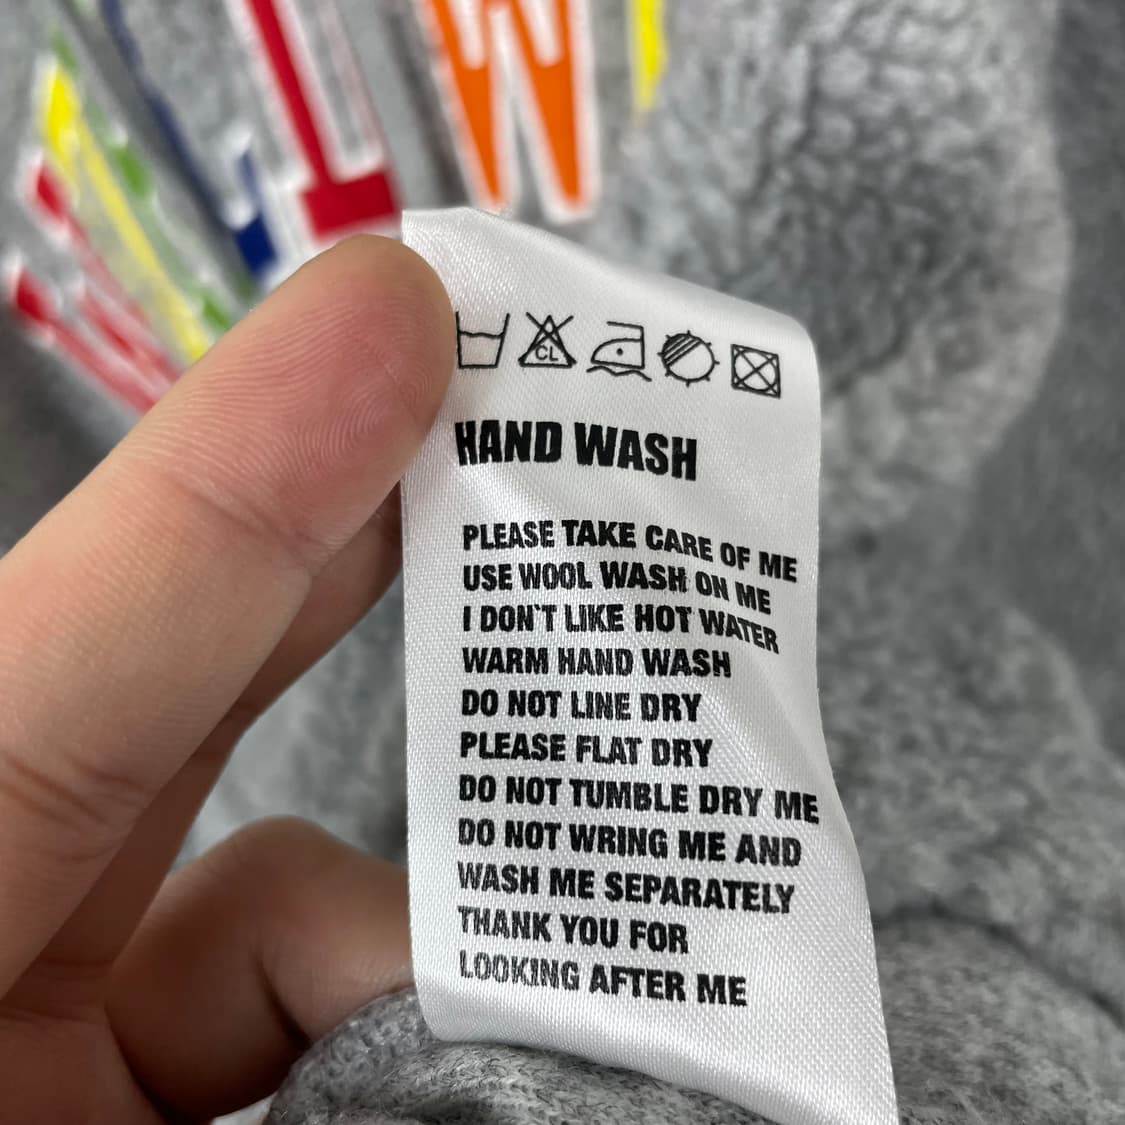 W
CL
HAND WASH
PLEASE TAKE CARE OF ME
USE WOOL WASH ON ME
I DON`T LIKE HOT WATER
WARM HAND WASH
DO NOT LINE DRY
PLEASE FLAT DRY
DO NOT TUMBLE DRY ME
DO NOT WRING ME AND
WASH ME SEPARATELY
THANK YOU FOR
LOOKING AFTER ME